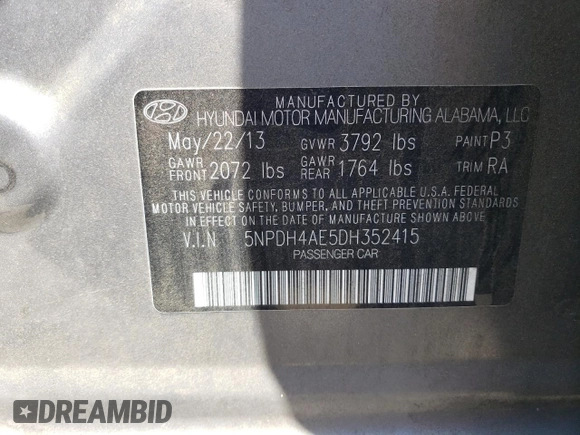 MANUFACTURED BY
HYUNDAI MOTOR MANUFACTURING ALABAMA, LLC
May/22/13 GVWR 3792 lbs PAINT P3
GAWR FRONT 2072 lbs GAWR REAR 1764 lbs TRIM RA
THIS VEHICLE CONFORMS TO ALL APPLICABLE U.S.A. FEDERAL
MOTOR VEHICLE SAFETY, BUMPER, AND THEFT PREVENTION STANDARDS
IN EFFECT ON THE DATE OF MANUFACTURE SHOWN ABOVE.
V.I.N 5NPDH4AE5DH352415
PASSENGER CAR
DREAMBID